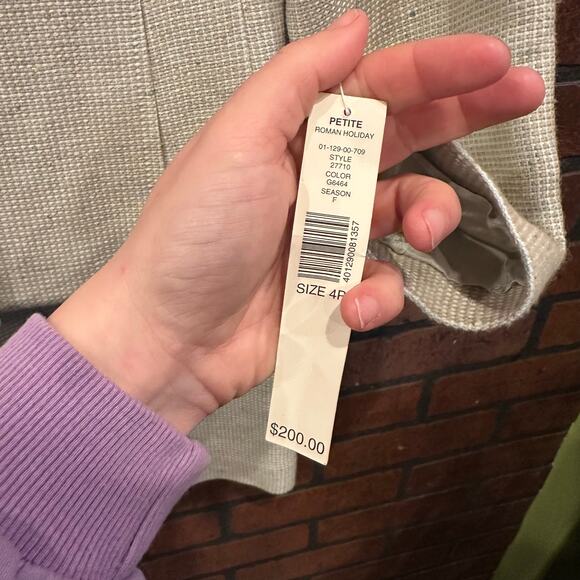 PETITE
ROMAN HOLIDAY
01-129-00-709
STYLE
27710
COLOR
G6464
SEASON
F
401290081357
SIZE 4P
$200.00